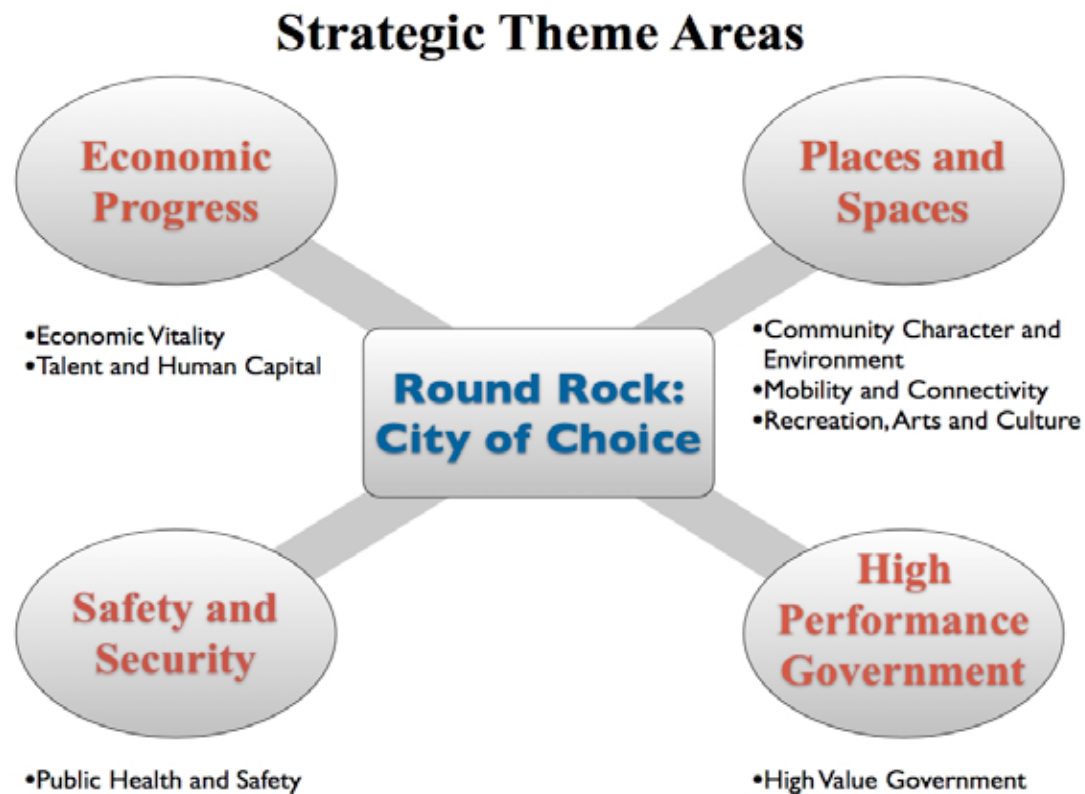 Strategic Theme Areas
Economic
Progress
•Economic Vitality
•Talent and Human Capital
Places and
Spaces
•Community Character and
Environment
•Mobility and Connectivity
•Recreation, Arts and Culture
Round Rock:
City of Choice
Safety and
Security
•Public Health and Safety
High
Performance
Government
•High Value Government